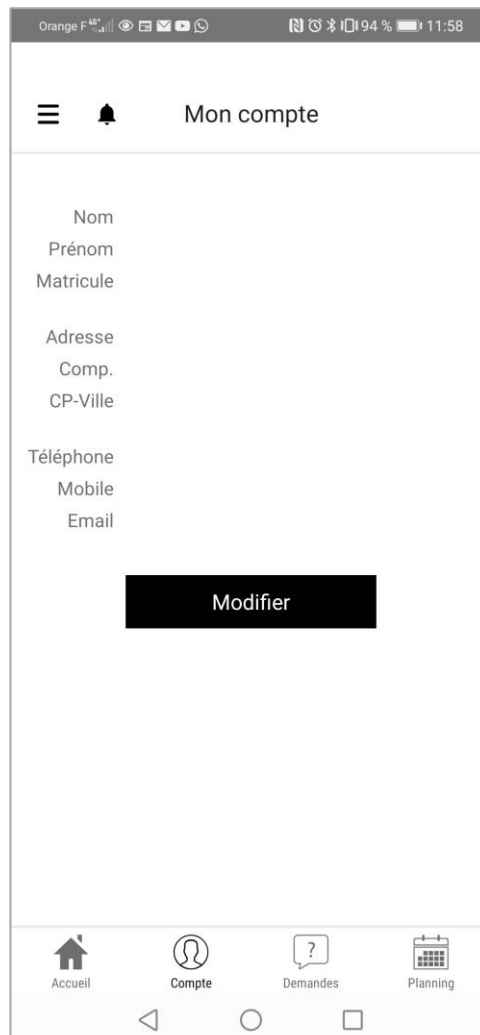 Orange F 94 % 11:58
Mon compte
Nom
Prénom
Matricule
Adresse
Comp.
CP-Ville
Téléphone
Mobile
Email
Modifier
?
Accueil Compte Demandes Planning